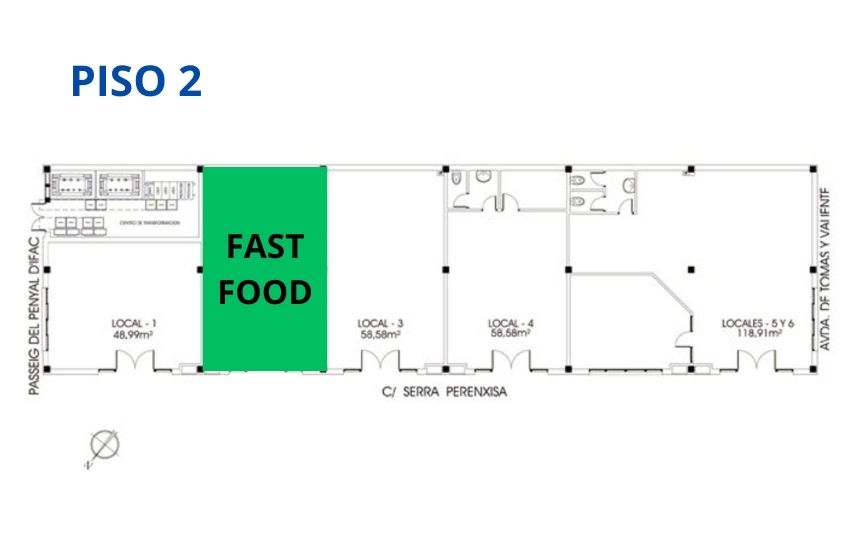 PISO 2
CENTRO DE TRANSFORMACION
FAST
FOOD
PASSEIG DEL PENYAL D'IFAC
AVDA. DE TOMAS Y VALIENTE
LOCAL - 1
48,99m²
LOCAL - 3
58,58m²
LOCAL - 4
58,58m²
LOCALES - 5 Y 6
118,91m²
C/ SERRA PERENXISA
N